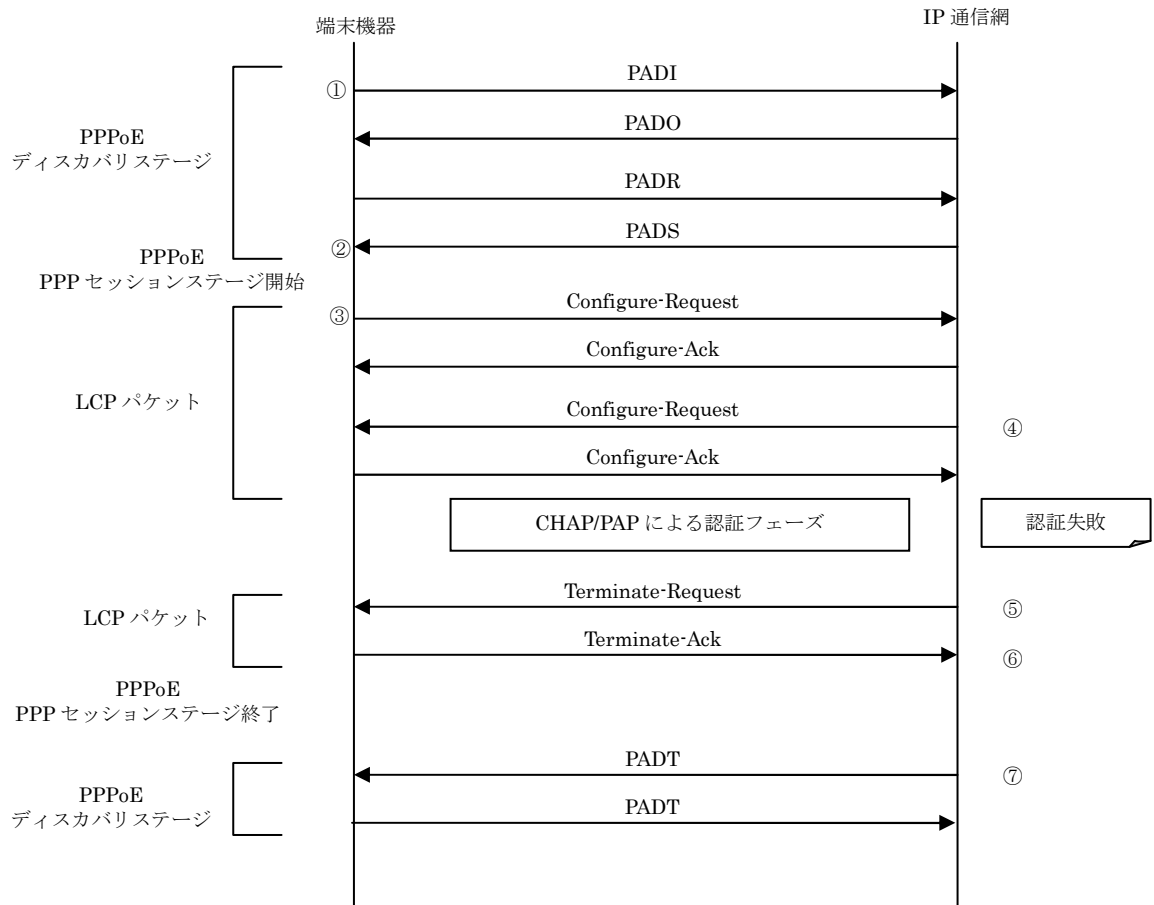 端末機器
IP 通信網
PADI
①
PADO
PPPoE
ディスカバリステージ
PADR
PADS
②
PPPoE
PPP セッションステージ開始
Configure-Request
③
Configure-Ack
LCP パケット
Configure-Request
④
Configure-Ack
CHAP/PAP による認証フェーズ
認証失敗
Terminate-Request
⑤
LCP パケット
Terminate-Ack
⑥
PPPoE
PPP セッションステージ終了
PADT
⑦
PPPoE
ディスカバリステージ
PADT